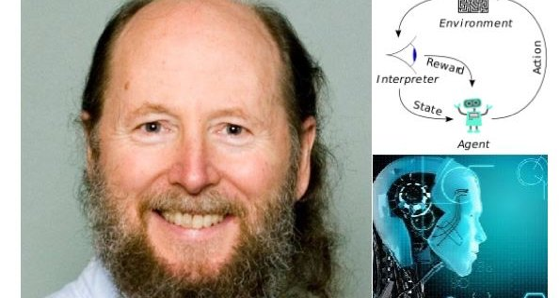 Environment
Reward
Interpreter
Action
State
Agent